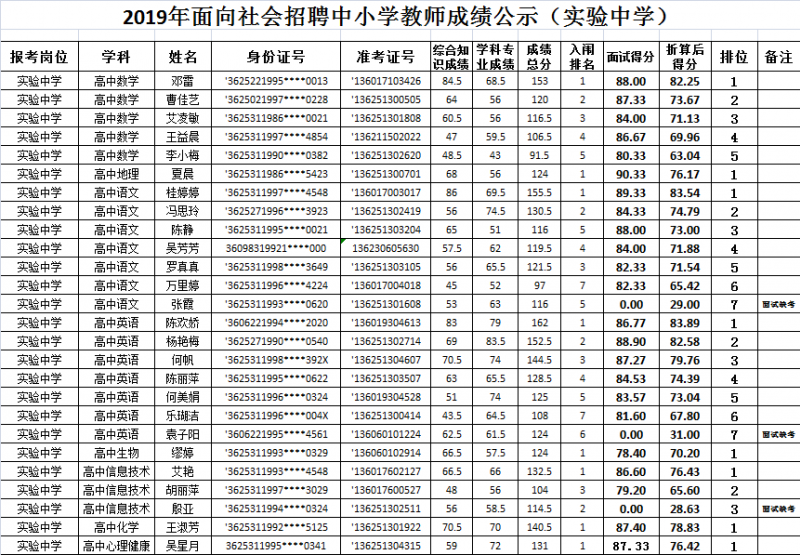 2019年面向社会招聘中小学教师成绩公示（实验中学）
报考岗位 学科 姓名 身份证号 准考证号 综合知识成绩 学科专业成绩 成绩总分 入闱排名 面试得分 折算后得分 排位 备注
实验中学 高中数学 邓雷 '3625221995****0013 '136017103426 84.5 68.5 153 1 88.00 82.25 1
实验中学 高中数学 曹佳艺 '3625021997****0228 '136251300505 64 56 120 2 87.33 73.67 2
实验中学 高中数学 艾凌敏 '3625311986****0021 '136251301808 60.5 56 116.5 3 84.00 71.13 3
实验中学 高中数学 王益晨 '3625311997****4854 '136211502022 47 59.5 106.5 4 86.67 69.96 4
实验中学 高中数学 李小梅 '3625311990****0382 '136251302620 48.5 43 91.5 5 80.33 63.04 5
实验中学 高中地理 夏晨 '3625311986****5423 '136251300701 68 56 124 1 90.33 76.17 1
实验中学 高中语文 桂婷婷 '3625311997****4548 '136017003017 86 69.5 155.5 1 89.33 83.54 1
实验中学 高中语文 冯思玲 '3625271996****3923 '136251302419 56 74.5 130.5 2 84.33 74.79 2
实验中学 高中语文 陈静 '3625311995****0021 '136251303204 65 51 116 5 88.00 73.00 3
实验中学 高中语文 吴芳芳 36098319921****000 136230605630 57.5 62 119.5 4 84.00 71.88 4
实验中学 高中语文 罗真真 '3625311998****3649 '136251303105 56 65.5 121.5 3 82.33 71.54 5
实验中学 高中语文 万里婷 '3625311996****4224 '136017004018 45 52 97 7 82.33 65.42 6
实验中学 高中语文 张霞 '3625311993****0620 '136251301608 53 63 116 5 0.00 29.00 7 面试缺考
实验中学 高中英语 陈欢娇 '3606221994****2020 '136019304613 83 79 162 1 86.77 83.89 1
实验中学 高中英语 杨艳梅 '3625271990****0540 '136251302714 69 83.5 152.5 2 88.90 82.58 2
实验中学 高中英语 何帆 '3625311998****392X '136251304607 70.5 74 144.5 3 87.27 79.76 3
实验中学 高中英语 陈丽萍 '3625311995****0622 '136251303507 63 65.5 128.5 4 84.53 74.39 4
实验中学 高中英语 何美娟 '3625311996****0324 '136019304528 51 74 125 5 83.57 73.04 5
实验中学 高中英语 乐瑚吉 '3625311996****004X '136251300414 43.5 64.5 108 7 81.60 67.80 6
实验中学 高中英语 袁子阳 '3606221995****4561 '136060101224 62.5 61.5 124 6 0.00 31.00 7 面试缺考
实验中学 高中生物 缪婷 '3625311993****0329 '136060102914 66.5 57.5 124 1 78.40 70.20 1
实验中学 高中信息技术 艾艳 '3625311993****4548 '136017602127 66.5 66 132.5 1 86.60 76.43 1
实验中学 高中信息技术 胡丽萍 '3625311997****3029 '136017600527 48 56 104 3 79.20 65.60 2
实验中学 高中信息技术 殷亚 '3625311994****0324 '136251302511 56 58.5 114.5 2 0.00 28.63 3 面试缺考
实验中学 高中化学 王淑芳 '3625311992****5125 '136251301922 70.5 70 140.5 1 87.40 78.83 1
实验中学 高中心理健康 吴星月 3625311995****0341 '136251304315 59 72 131 1 87.33 76.42 1